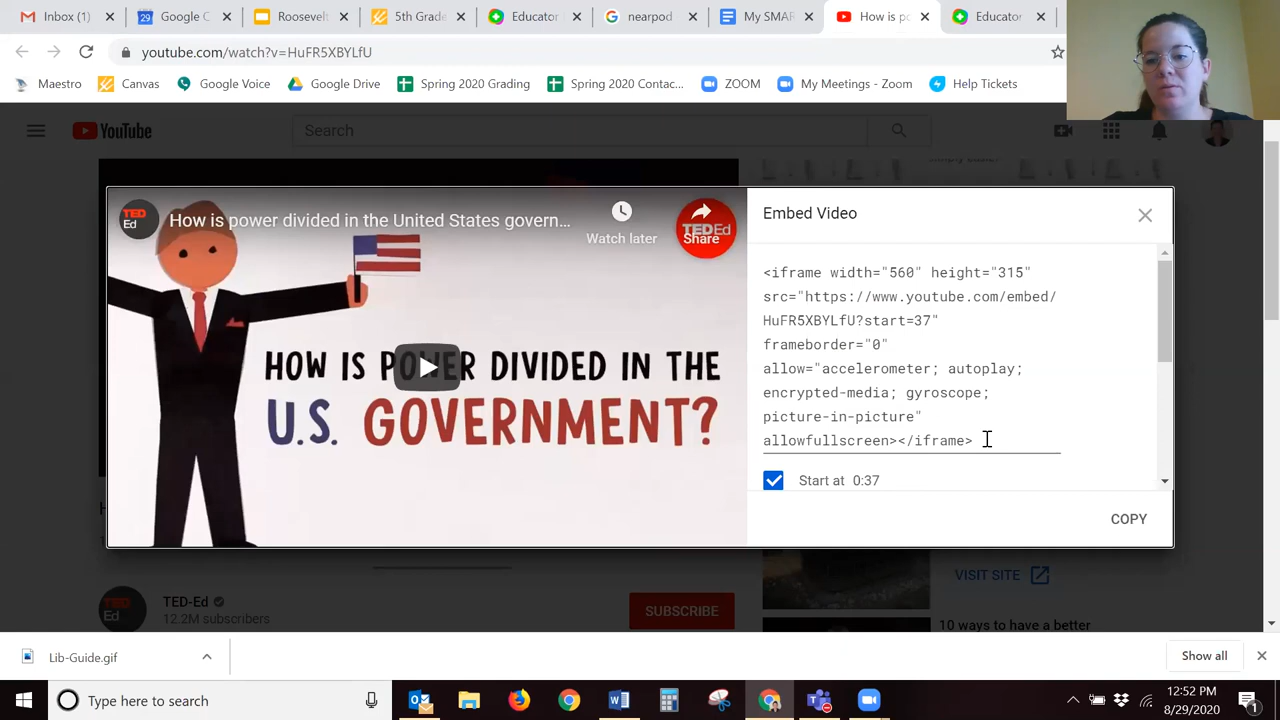 Inbox (1)
Google C
Roosevelt
5th Grade
Educator
nearpod
My SMAR
How is po
Educator
youtube.com/watch?v=HuFR5XBYLfU
Maestro
Canvas
Google Voice
Google Drive
Spring 2020 Grading
Spring 2020 Contac...
ZOOM
My Meetings - Zoom
Help Tickets
YouTube
Search
TED Ed
How is power divided in the United States govern...
Watch later
Share
HOW IS POWER DIVIDED IN THE
U.S. GOVERNMENT?
Embed Video
<iframe width="560" height="315"
src="https://www.youtube.com/embed/
HuFR5XBYLfU?start=37"
frameborder="0"
allow="accelerometer; autoplay;
encrypted-media; gyroscope;
picture-in-picture"
allowfullscreen></iframe>
Start at 0:37
COPY
TED-Ed
12.2M subscribers
SUBSCRIBE
VISIT SITE
10 ways to have a better
Lib-Guide.gif
Show all
Type here to search
12:52 PM
8/29/2020